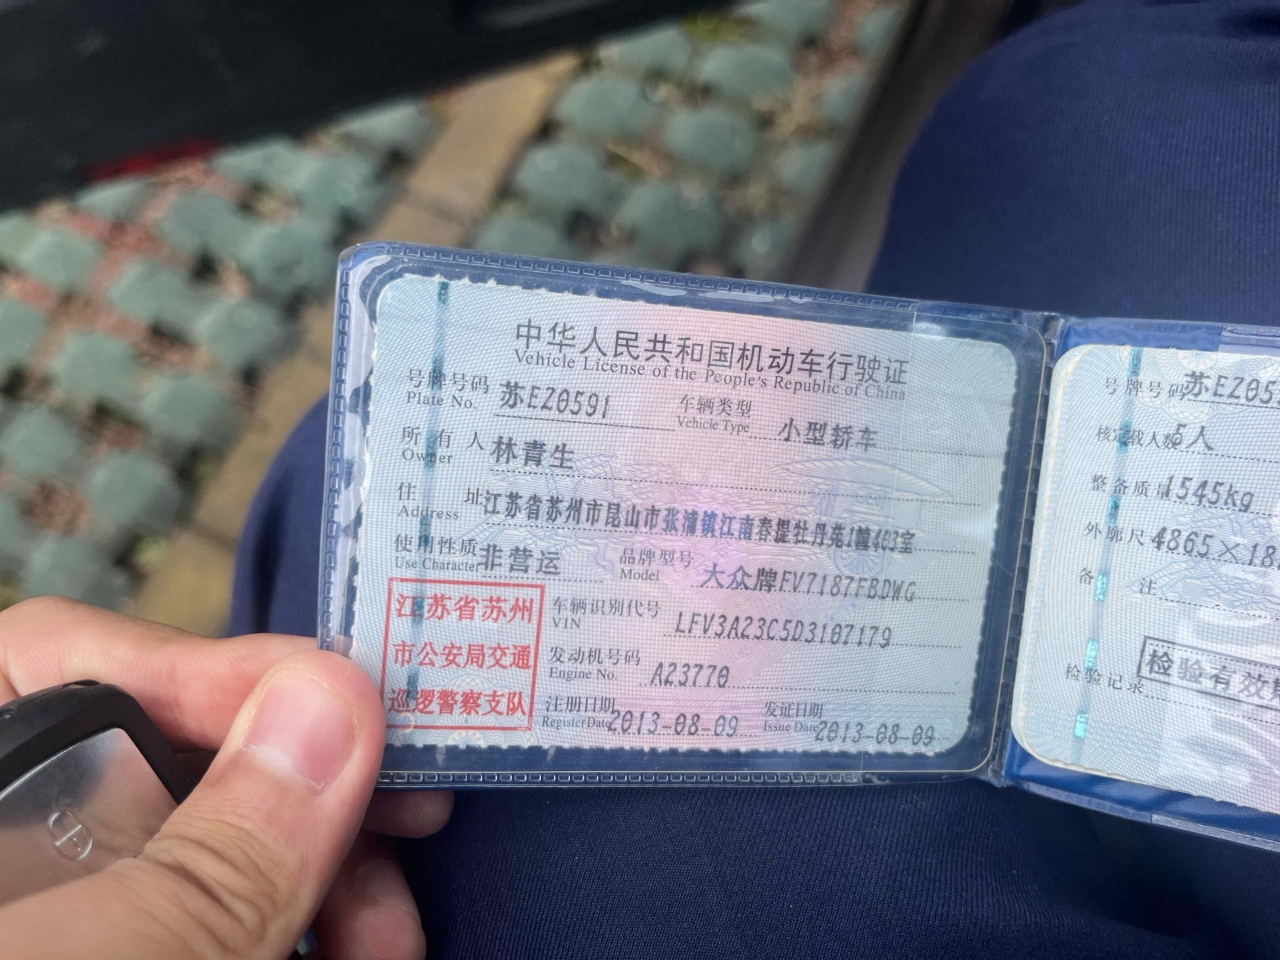 中华人民共和国机动车行驶证
Vehicle License of the People's Republic of China
号牌号码 苏EZ0591 车辆类型 小型轿车
Plate No. Vehicle Type
所有人 林青生
Owner
住址 江苏省苏州市昆山市张浦镇江南春堤牡丹苑1幢403室
Address
使用性质 非营运 品牌型号 大众牌FV7187FBDWG
Use Character Model
江苏省苏州
市公安局交通
巡逻警察支队
车辆识别代号 LFV3A23C5D3107179
VIN
发动机号码 A23770
Engine No.
注册日期 2013-08-09 发证日期 2013-08-09
Register Date Issue Date
号牌号码 苏EZ05
核定载人数 5人
整备质量 1545kg
外廓尺 4865×18
备注
检验记录 检验有效